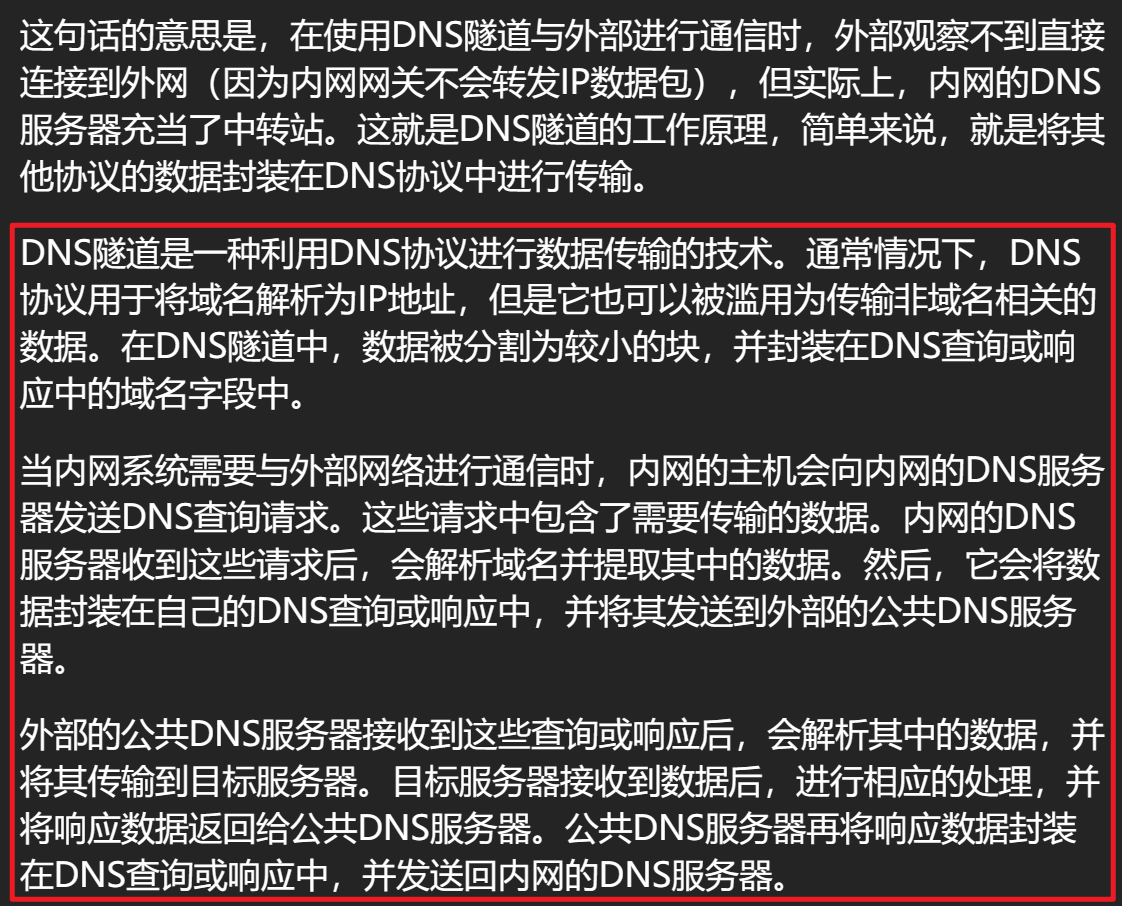 这句话的意思是，在使用DNS隧道与外部进行通信时，外部观察不到直接
连接到外网（因为内网网关不会转发IP数据包），但实际上，内网的DNS
服务器充当了中转站。这就是DNS隧道的工作原理，简单来说，就是将其
他协议的数据封装在DNS协议中进行传输。
DNS隧道是一种利用DNS协议进行数据传输的技术。通常情况下，DNS
协议用于将域名解析为IP地址，但是它也可以被滥用为传输非域名相关的
数据。在DNS隧道中，数据被分割为较小的块，并封装在DNS查询或响
应中的域名字段中。
当内网系统需要与外部网络进行通信时，内网的主机会向内网的DNS服务
器发送DNS查询请求。这些请求中包含了需要传输的数据。内网的DNS
服务器收到这些请求后，会解析域名并提取其中的数据。然后，它会将数
据封装在自己的DNS查询或响应中，并将其发送到外部的公共DNS服务
器。
外部的公共DNS服务器接收到这些查询或响应后，会解析其中的数据，并
将其传输到目标服务器。目标服务器接收到数据后，进行相应的处理，并
将响应数据返回给公共DNS服务器。公共DNS服务器再将响应数据封装
在DNS查询或响应中，并发送回内网的DNS服务器。